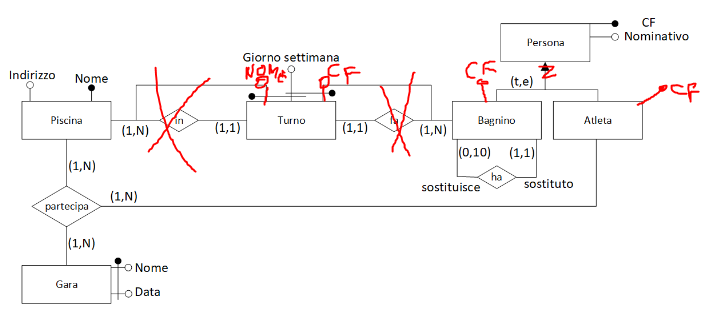 CF
Nominativo
Persona
Giorno settimana
NOME
CF
CF
(t,e)
CF
Indirizzo
Nome
Piscina
(1,N)
in
(1,1)
Turno
(1,1)
(1,N)
Bagnino
Atleta
(0,10)
(1,1)
sostituisce
ha
sostituto
(1,N)
partecipa
(1,N)
(1,N)
Gara
Nome
Data